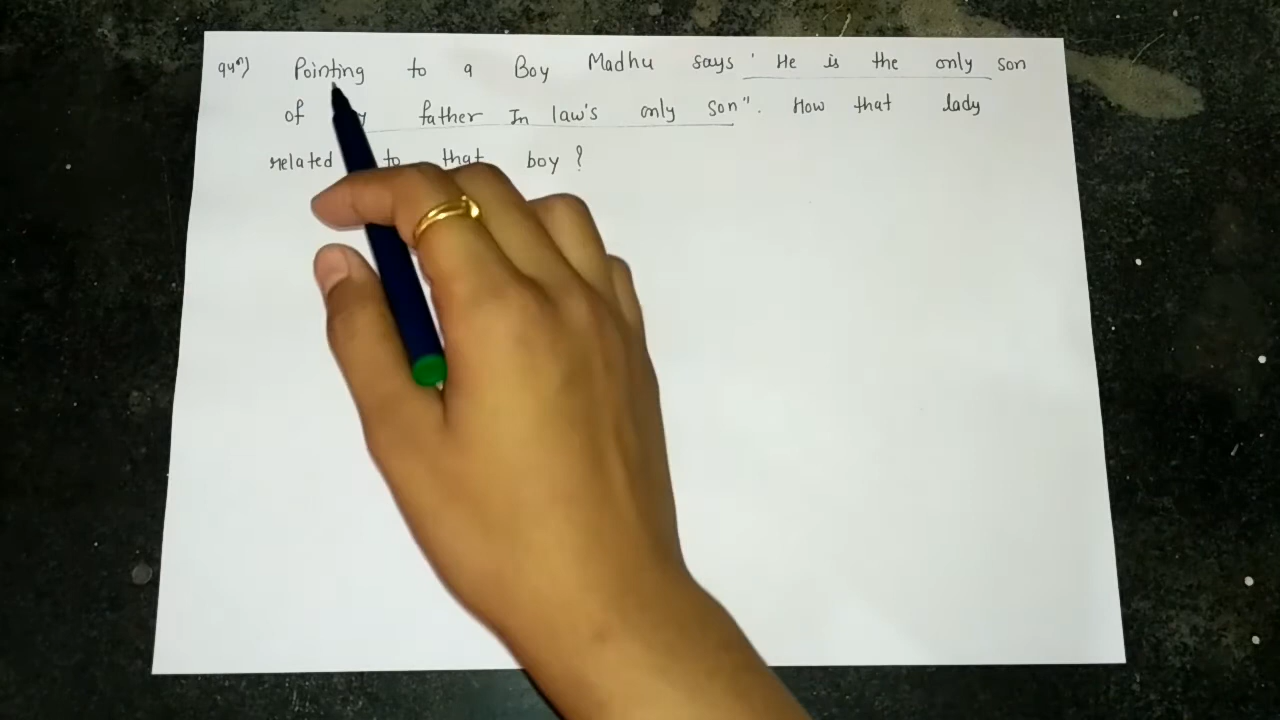 Pointing to a Boy Madhu says ' He is the only son
of father In law's only son". How that lady
related to that boy ?